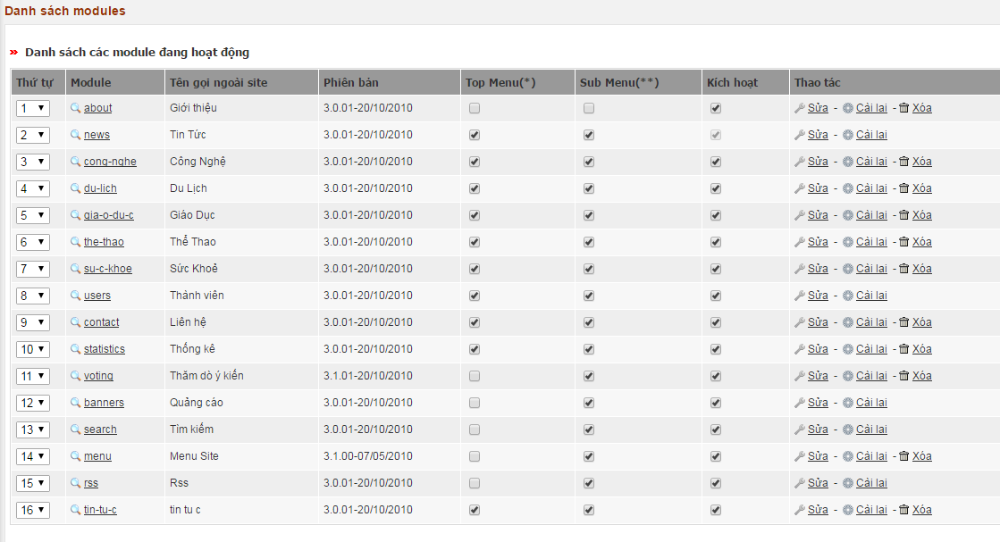 Danh sách modules
Danh sách các module đang hoạt động
Thứ tự Module Tên gọi ngoài site Phiên bản Top Menu(*) Sub Menu(**) Kích hoạt Thao tác
1 about Giới thiệu 3.0.01-20/10/2010 Sửa - Cài lại - Xóa
2 news Tin Tức 3.0.01-20/10/2010 Sửa - Cài lại
3 cong-nghe Công Nghệ 3.0.01-20/10/2010 Sửa - Cài lại - Xóa
4 du-lich Du Lịch 3.0.01-20/10/2010 Sửa - Cài lại - Xóa
5 gia-o-du-c Giáo Dục 3.0.01-20/10/2010 Sửa - Cài lại - Xóa
6 the-thao Thể Thao 3.0.01-20/10/2010 Sửa - Cài lại - Xóa
7 su-c-khoe Sức Khoẻ 3.0.01-20/10/2010 Sửa - Cài lại - Xóa
8 users Thành viên 3.0.01-20/10/2010 Sửa - Cài lại
9 contact Liên hệ 3.0.01-20/10/2010 Sửa - Cài lại - Xóa
10 statistics Thống kê 3.0.01-20/10/2010 Sửa - Cài lại - Xóa
11 voting Thăm dò ý kiến 3.1.01-20/10/2010 Sửa - Cài lại - Xóa
12 banners Quảng cáo 3.0.01-20/10/2010 Sửa - Cài lại
13 search Tìm kiếm 3.0.01-20/10/2010 Sửa - Cài lại
14 menu Menu Site 3.1.00-07/05/2010 Sửa - Cài lại - Xóa
15 rss Rss 3.0.01-20/10/2010 Sửa - Cài lại
16 tin-tu-c tin tu c 3.0.01-20/10/2010 Sửa - Cài lại - Xóa